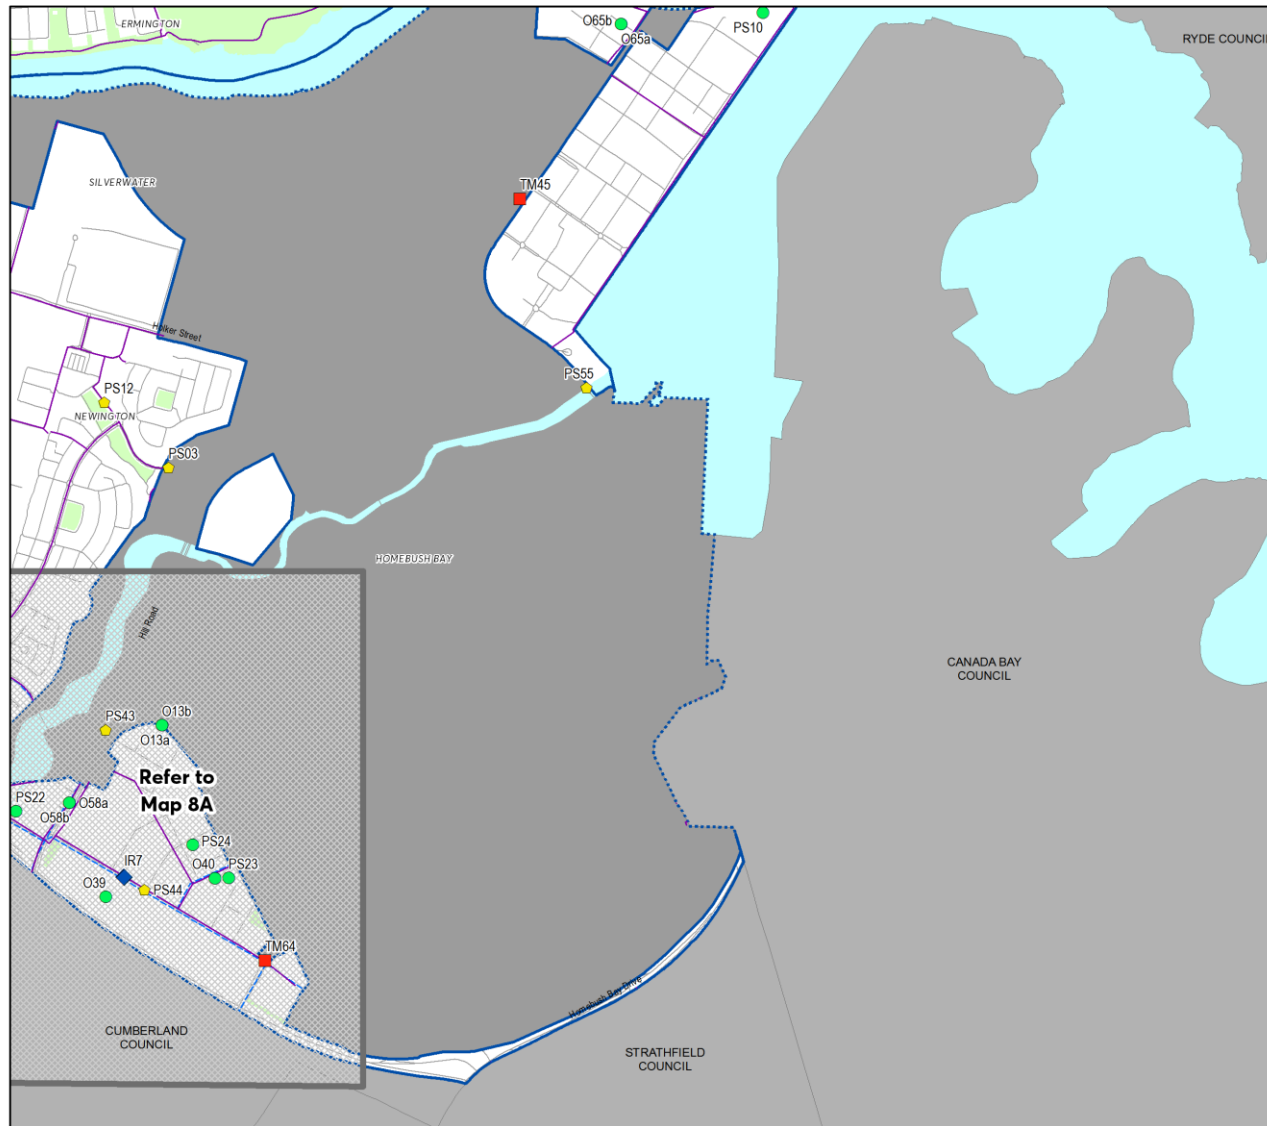 ERMINGTON
O65b
O65a
PS10
RYDE COUNCIL
SILVERWATER
TM45
Holker Street
PS12
NEWINGTON
PS55
PS03
HOMEBUSH BAY
Hill Road
CANADA BAY
COUNCIL
PS43
O13b
O13a
Refer to
Map 8A
PS22
O58a
O58b
PS24
IR7
O40
PS23
O39
PS44
TM64
Homebush Bay Drive
CUMBERLAND
COUNCIL
STRATHFIELD
COUNCIL